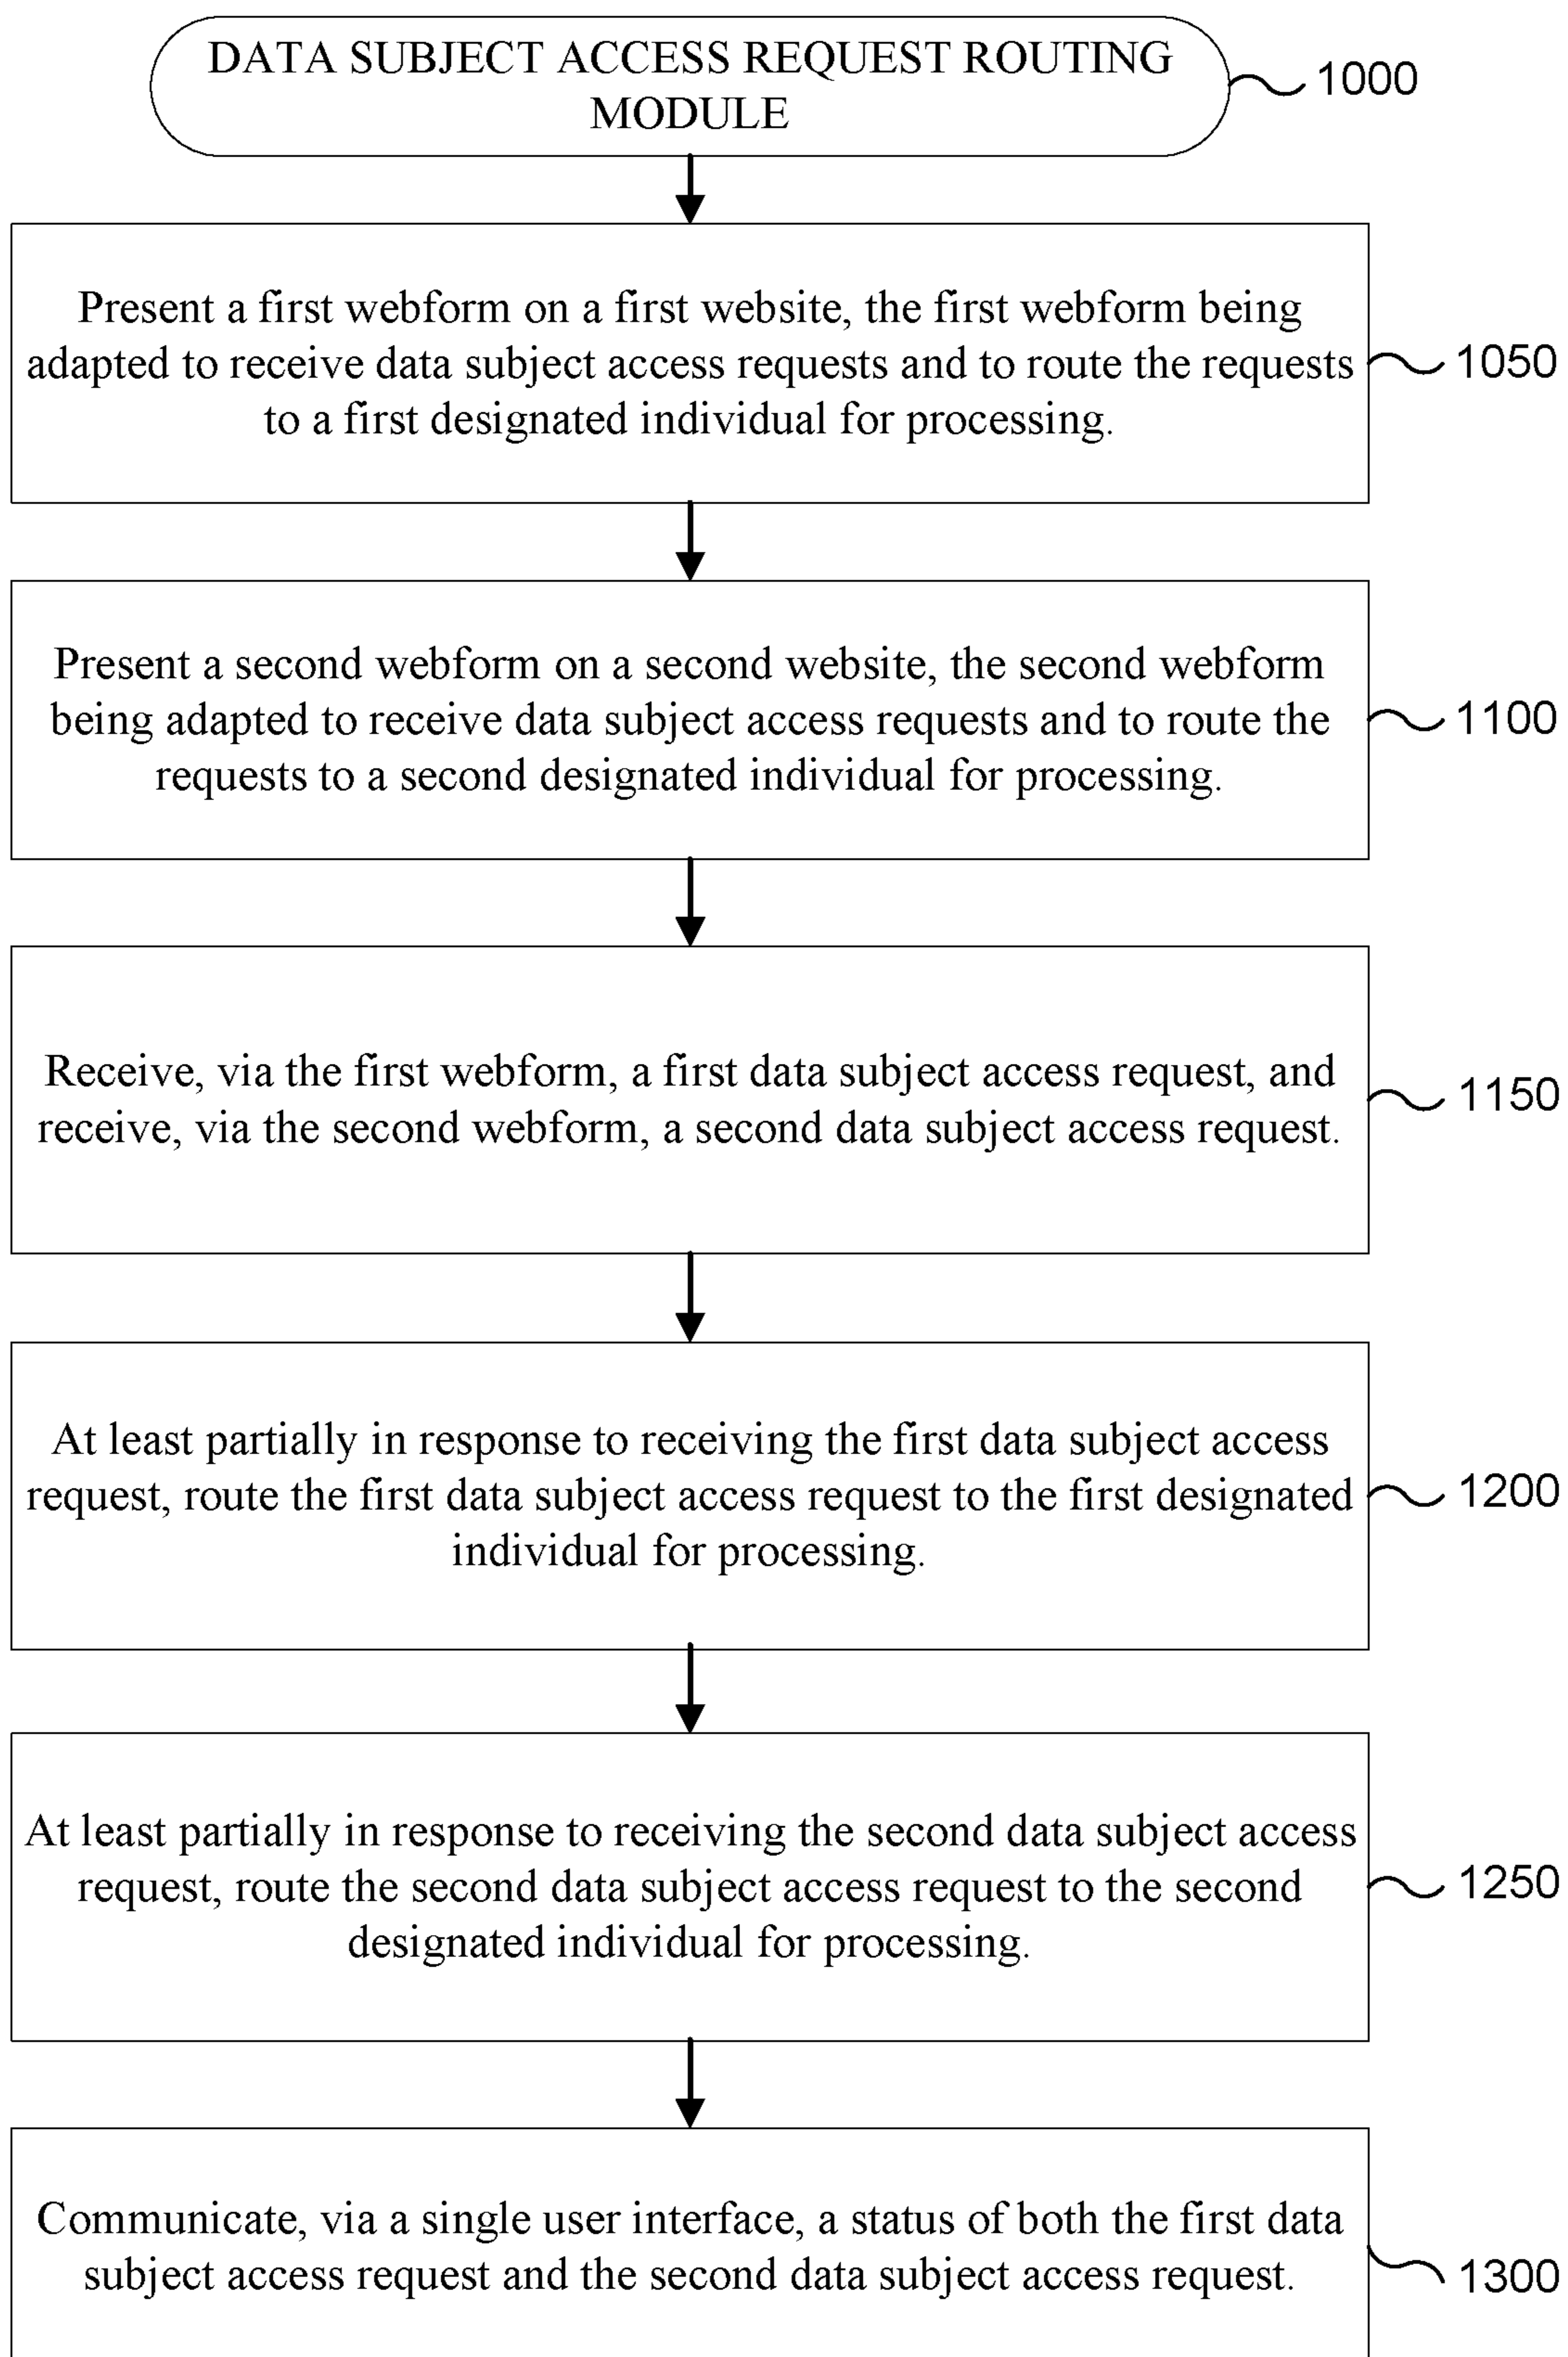 DATA SUBJECT ACCESS REQUEST ROUTING
MODULE
1000
Present a first webform on a first website, the first webform being
adapted to receive data subject access requests and to route the requests
to a first designated individual for processing.
1050
Present a second webform on a second website, the second webform
being adapted to receive data subject access requests and to route the
requests to a second designated individual for processing.
1100
Receive, via the first webform, a first data subject access request, and
receive, via the second webform, a second data subject access request.
1150
At least partially in response to receiving the first data subject access
request, route the first data subject access request to the first designated
individual for processing.
1200
At least partially in response to receiving the second data subject access
request, route the second data subject access request to the second
designated individual for processing.
1250
Communicate, via a single user interface, a status of both the first data
subject access request and the second data subject access request.
1300